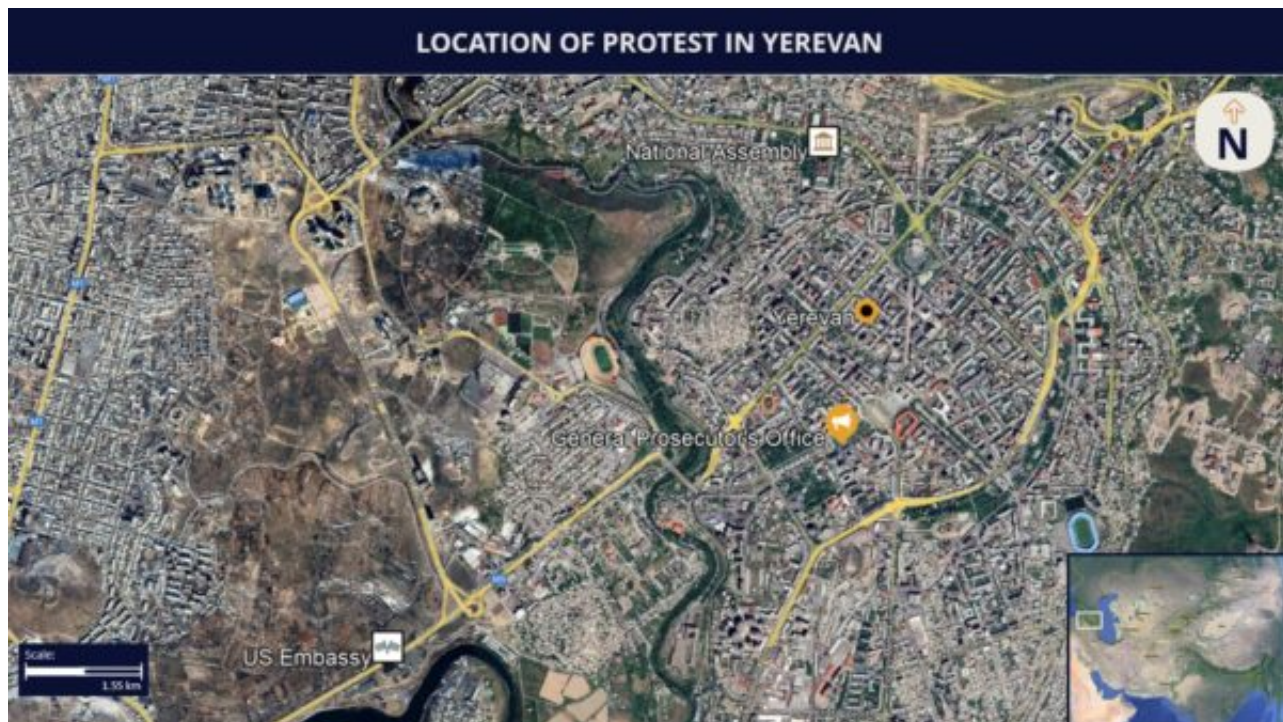 LOCATION OF PROTEST IN YEREVAN
N
National Assembly
Yerevan
General Prosecutor's Office
US Embassy
Scale:
1.55 km